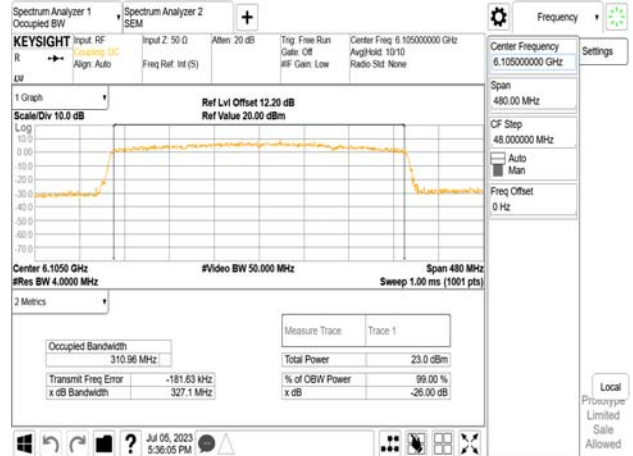 Spectrum Analyzer 1
Occupied BW
Spectrum Analyzer 2
SEM
+
Frequency
KEYSIGHT
R
LM
Input: RF
Coupling: DC
Align: Auto
Input Z: 50 Ω
Freq Ref: Int (S)
Atten: 20 dB
Trig: Free Run
Gate: Off
#IF Gain: Low
Center Freq: 6.105000000 GHz
Avg|Hold: 10/10
Radio Std: None
Center Frequency
6.105000000 GHz
Settings
Span
480.00 MHz
CF Step
48.000000 MHz
Auto
Man
Freq Offset
0 Hz
1 Graph
Scale/Div 10.0 dB
Ref Lvl Offset 12.20 dB
Ref Value 20.00 dBm
Log
10.0
0.00
-10.0
-20.0
-30.0
-40.0
-50.0
-60.0
-70.0
Center 6.1050 GHz
#Video BW 50.000 MHz
Span 480 MHz
#Res BW 4.0000 MHz
Sweep 1.00 ms (1001 pts)
2 Metrics
Measure Trace
Trace 1
Occupied Bandwidth
310.96 MHz
Total Power
23.0 dBm
Transmit Freq Error
-181.63 kHz
% of OBW Power
99.00 %
x dB Bandwidth
327.1 MHz
x dB
-26.00 dB
Local
Prototype
Limited
Sale
Allowed
?
Jul 05, 2023
5:36:05 PM